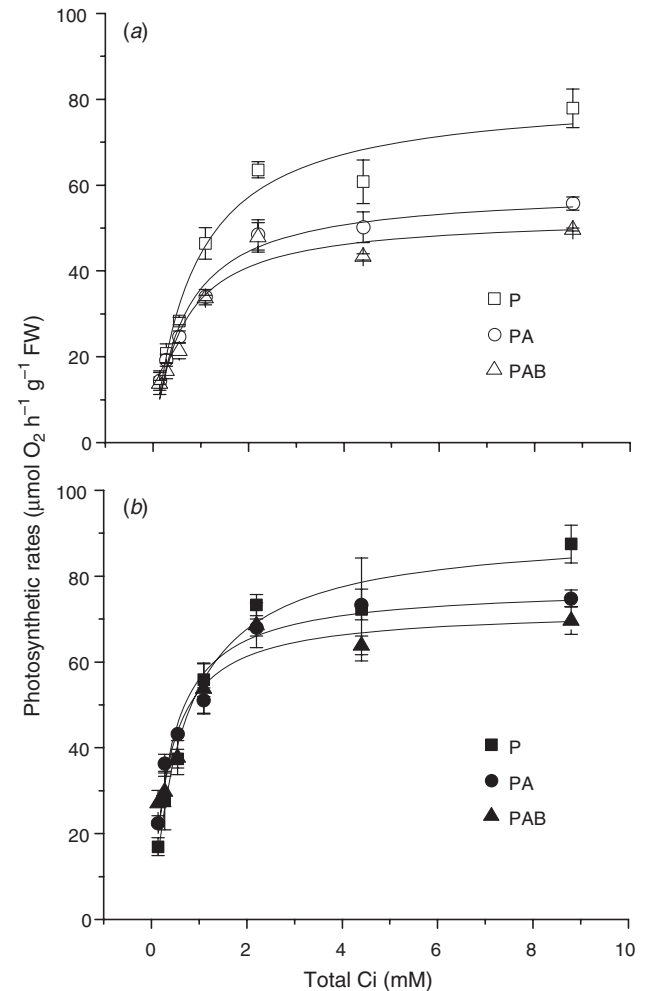 (a)
100
80
60
40
20
0
P
PA
PAB
Photosynthetic rates (µmol O₂ h⁻¹ g⁻¹ FW)
(b)
100
80
60
40
20
0
P
PA
PAB
0 2 4 6 8 10
Total Ci (mM)